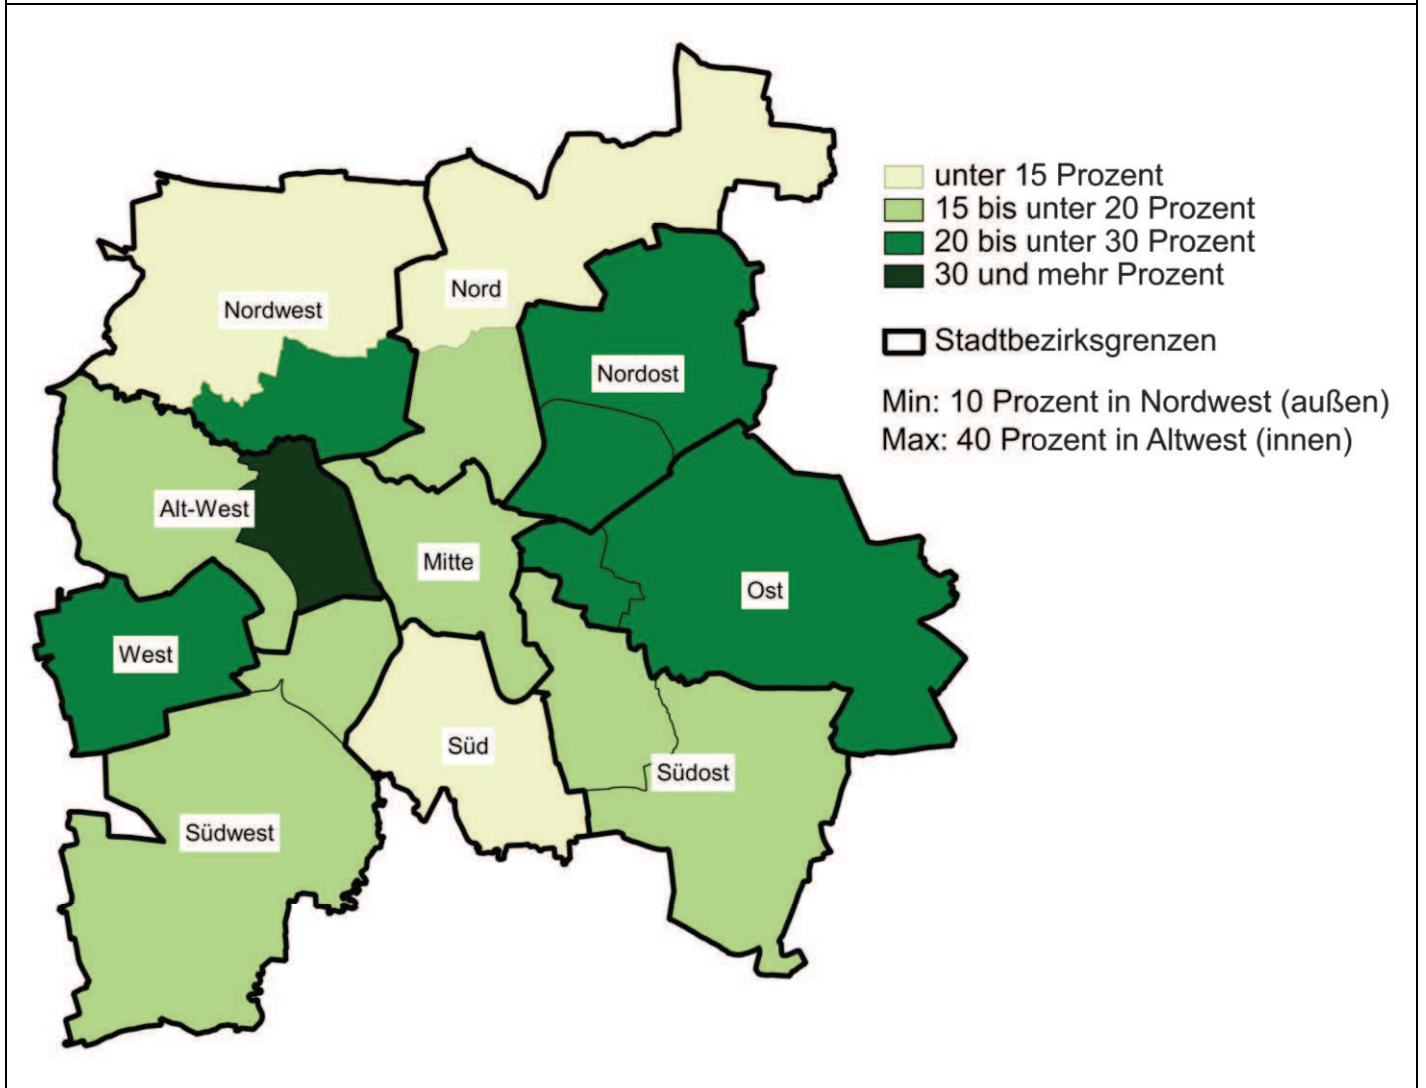 unter 15 Prozent
15 bis unter 20 Prozent
20 bis unter 30 Prozent
30 und mehr Prozent
Stadtbezirksgrenzen
Min: 10 Prozent in Nordwest (außen)
Max: 40 Prozent in Altwest (innen)
Nord
Nordwest
Nordost
Alt-West
Mitte
Ost
West
Süd
Südost
Südwest